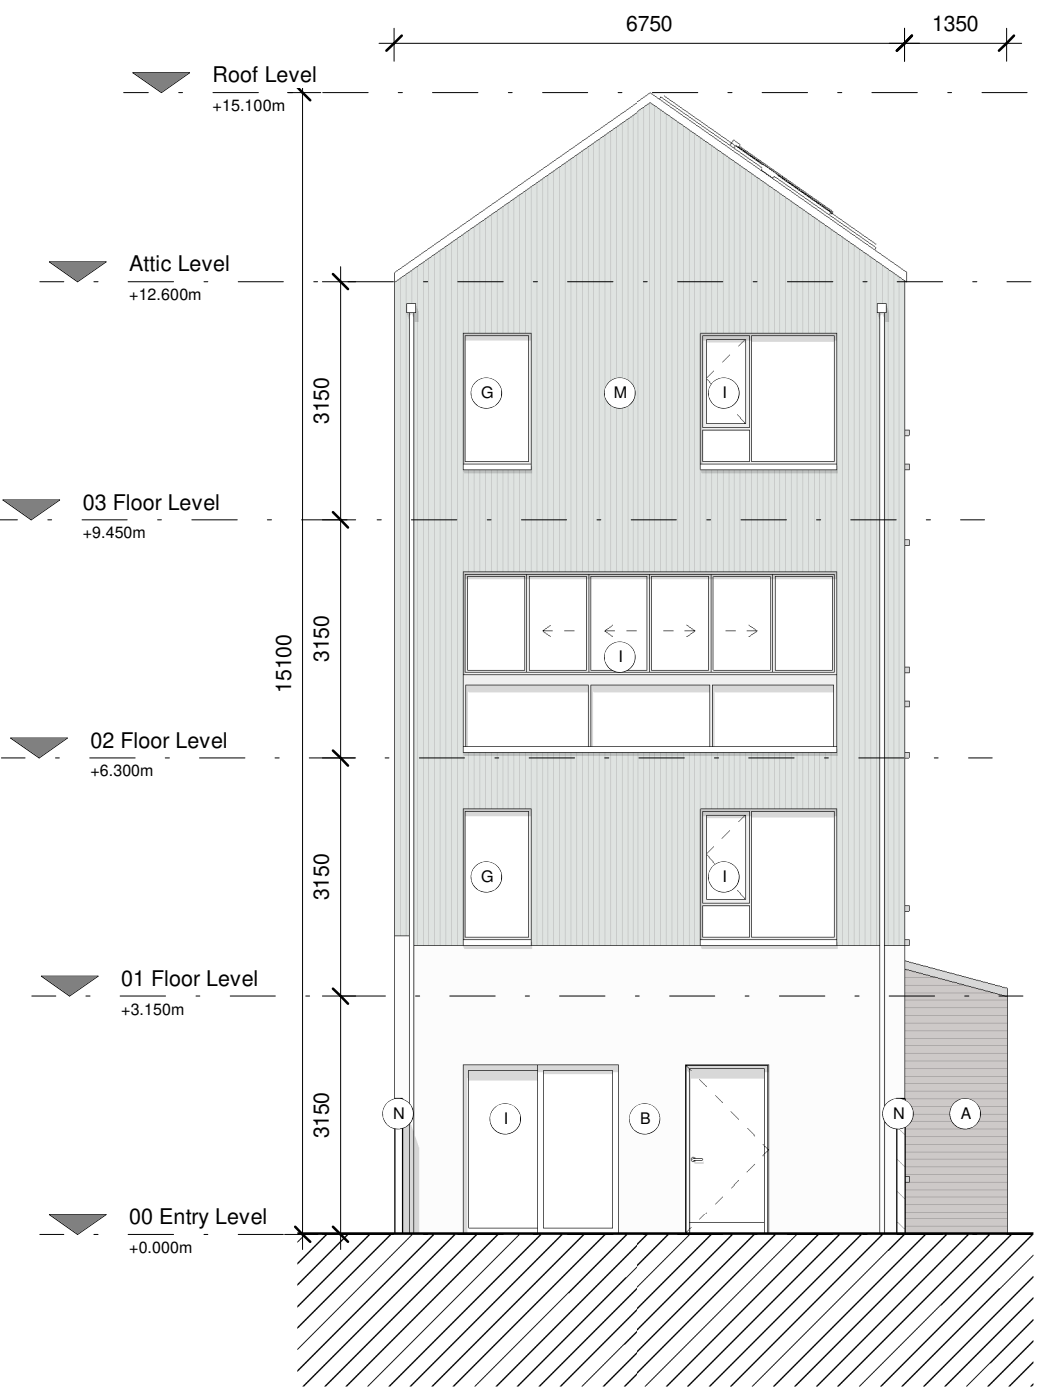 6750
1350
Roof Level
+15.100m
Attic Level
+12.600m
3150
G
M
I
03 Floor Level
+9.450m
3150
15100
I
02 Floor Level
+6.300m
3150
G
I
01 Floor Level
+3.150m
3150
N
I
B
N
A
00 Entry Level
+0.000m